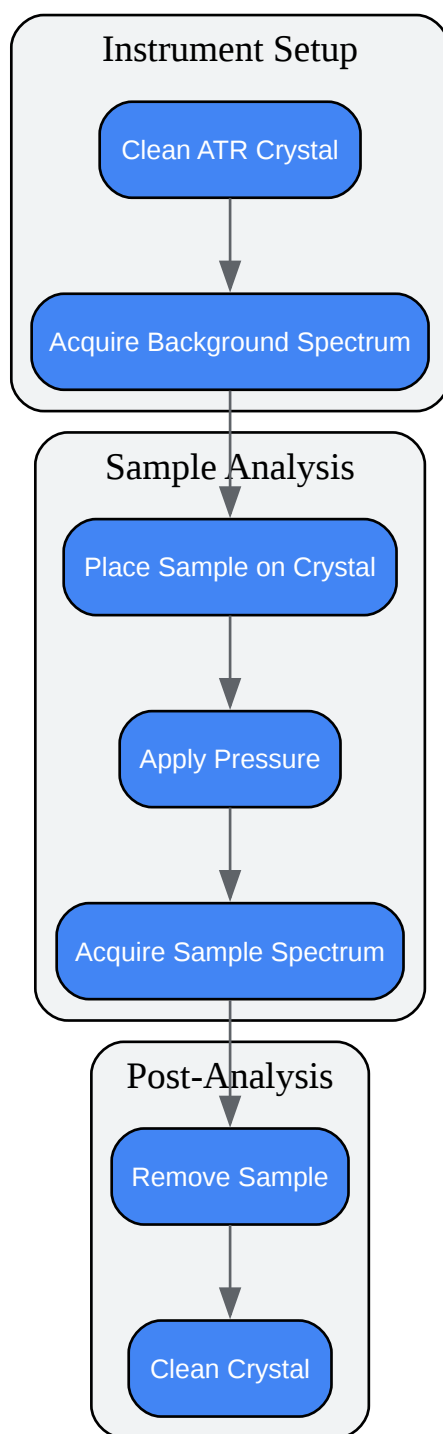 Instrument Setup
Clean ATR Crystal
Acquire Background Spectrum
Sample Analysis
Place Sample on Crystal
Apply Pressure
Acquire Sample Spectrum
Post-Analysis
Remove Sample
Clean Crystal